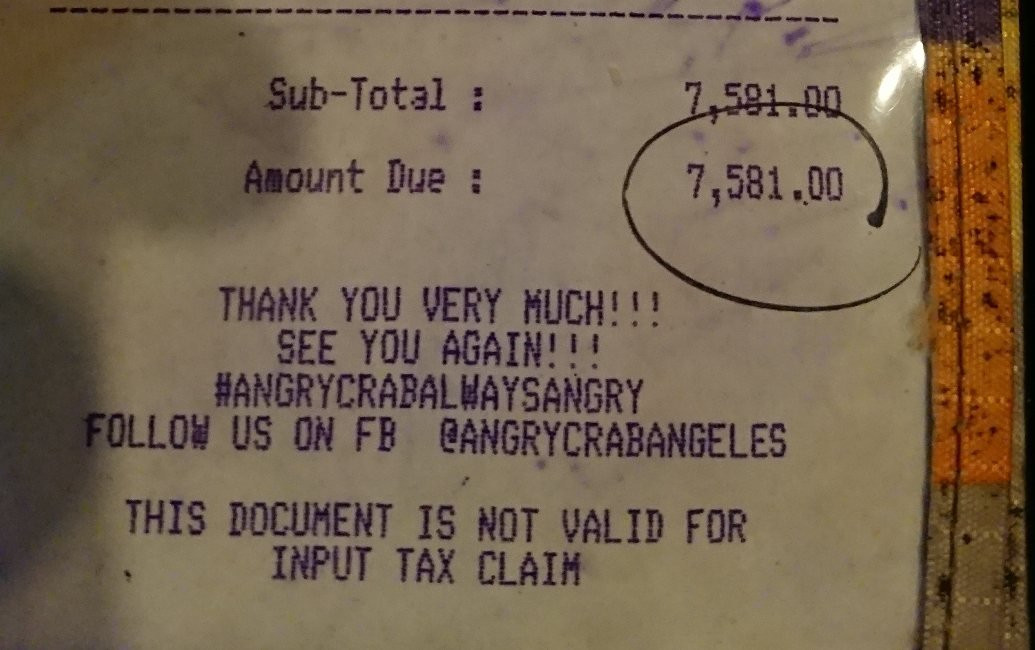 Sub-Total : 7,581.00
Amount Due : 7,581.00
THANK YOU VERY MUCH!!!
SEE YOU AGAIN!!!
#ANGRYCRABALWAYSANGRY
FOLLOW US ON FB @ANGRYCRABANGELES
THIS DOCUMENT IS NOT VALID FOR
INPUT TAX CLAIM